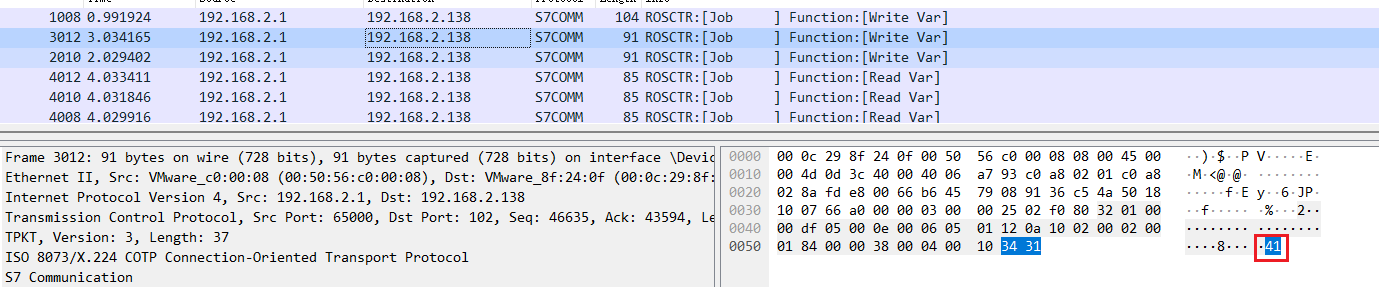 1008 0.991924 192.168.2.1 192.168.2.138 S7COMM 104 ROSCTR:[Job ] Function:[Write Var]
3012 3.034165 192.168.2.1 192.168.2.138 S7COMM 91 ROSCTR:[Job ] Function:[Write Var]
2010 2.029402 192.168.2.1 192.168.2.138 S7COMM 91 ROSCTR:[Job ] Function:[Write Var]
4012 4.033411 192.168.2.1 192.168.2.138 S7COMM 85 ROSCTR:[Job ] Function:[Read Var]
4010 4.031846 192.168.2.1 192.168.2.138 S7COMM 85 ROSCTR:[Job ] Function:[Read Var]
4008 4.029916 192.168.2.1 192.168.2.138 S7COMM 85 ROSCTR:[Job ] Function:[Read Var]
Frame 3012: 91 bytes on wire (728 bits), 91 bytes captured (728 bits) on interface \Devic
Ethernet II, Src: VMware_c0:00:08 (00:50:56:c0:00:08), Dst: VMware_8f:24:0f (00:0c:29:8f:
Internet Protocol Version 4, Src: 192.168.2.1, Dst: 192.168.2.138
Transmission Control Protocol, Src Port: 65000, Dst Port: 102, Seq: 46635, Ack: 43594, Le
TPKT, Version: 3, Length: 37
ISO 8073/X.224 COTP Connection-Oriented Transport Protocol
S7 Communication
0000 00 0c 29 8f 24 0f 00 50 56 c0 00 08 08 00 45 00 ··)·$··P V·····E·
0010 00 4d 0d 3c 40 00 40 06 a7 93 c0 a8 02 01 c0 a8 ·M·<@·@· ········
0020 02 8a fd e8 00 66 b6 45 79 08 91 36 c5 4a 50 18 ·····f·E y··6·JP·
0030 10 07 66 a0 00 00 03 00 00 25 02 f0 80 32 01 00 ··f····· ·%···2··
0040 00 df 05 00 0e 00 06 05 01 12 0a 10 02 00 02 00 ········ ········
0050 01 84 00 00 38 00 04 00 10 34 31 ····8··· ·41